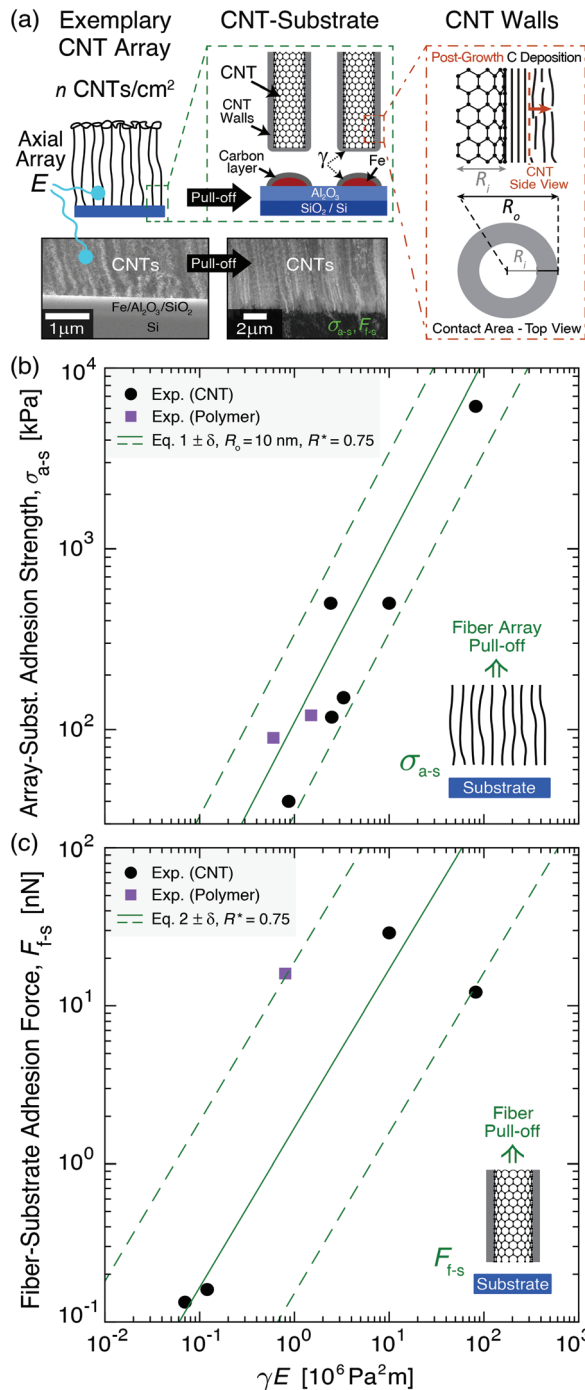 (a)
Exemplary
CNT Array
n CNTs/cm²
Axial
Array
E
CNT-Substrate
CNT
CNT
Walls
Carbon
layer
γ
Fe
Al₂O₃
SiO₂ / Si
Pull-off
CNT Walls
Post-Growth C Deposition
Rᵢ
CNT
Side View
Rₒ
Rᵢ
Contact Area - Top View
CNTs
Fe/Al₂O₃/SiO₂
Si
1μm
Pull-off
CNTs
2μm
σa-s, Ff-s
(b)
Array-Subst. Adhesion Strength, σa-s [kPa]
10⁴
10³
10²
Exp. (CNT)
Exp. (Polymer)
Eq. 1 ± δ, Rₒ = 10 nm, R* = 0.75
Fiber Array
Pull-off
σa-s
Substrate
(c)
Fiber-Substrate Adhesion Force, Ff-s [nN]
10²
10¹
10⁰
10⁻¹
Exp. (CNT)
Exp. (Polymer)
Eq. 2 ± δ, R* = 0.75
Fiber
Pull-off
Ff-s
Substrate
10⁻² 10⁻¹ 10⁰ 10¹ 10² 10³
γE [10⁶ Pa²m]